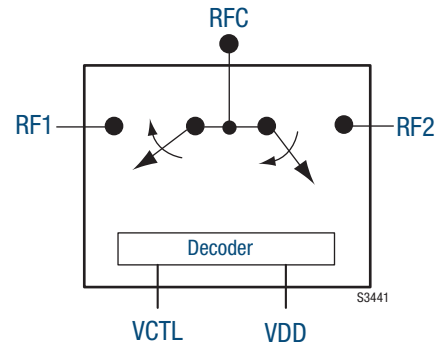 RFC
RF1
RF2
Decoder
S3441
VCTL
VDD